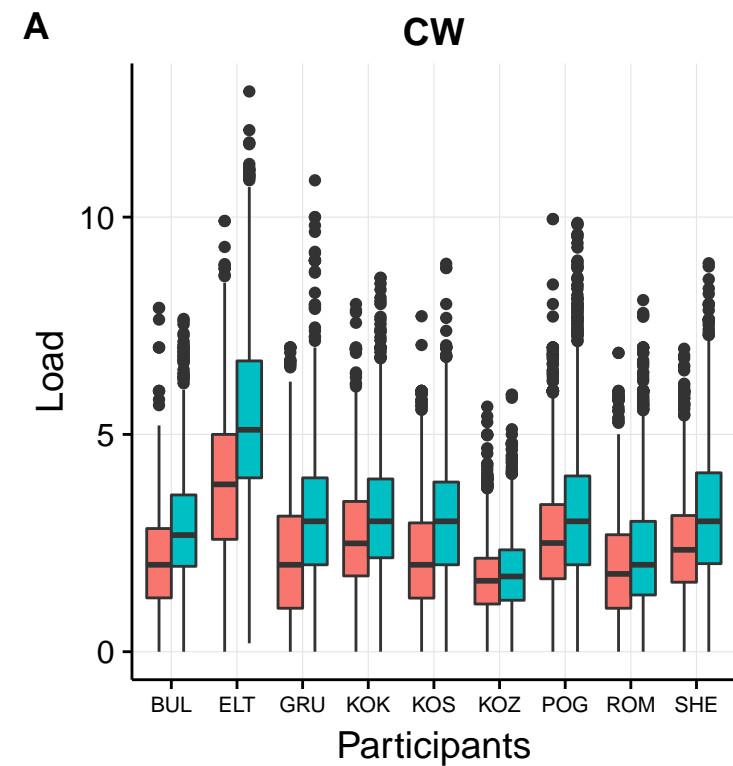 A
CW
Load
10
5
0
BUL ELT GRU KOK KOS KOZ POG ROM SHE
Participants